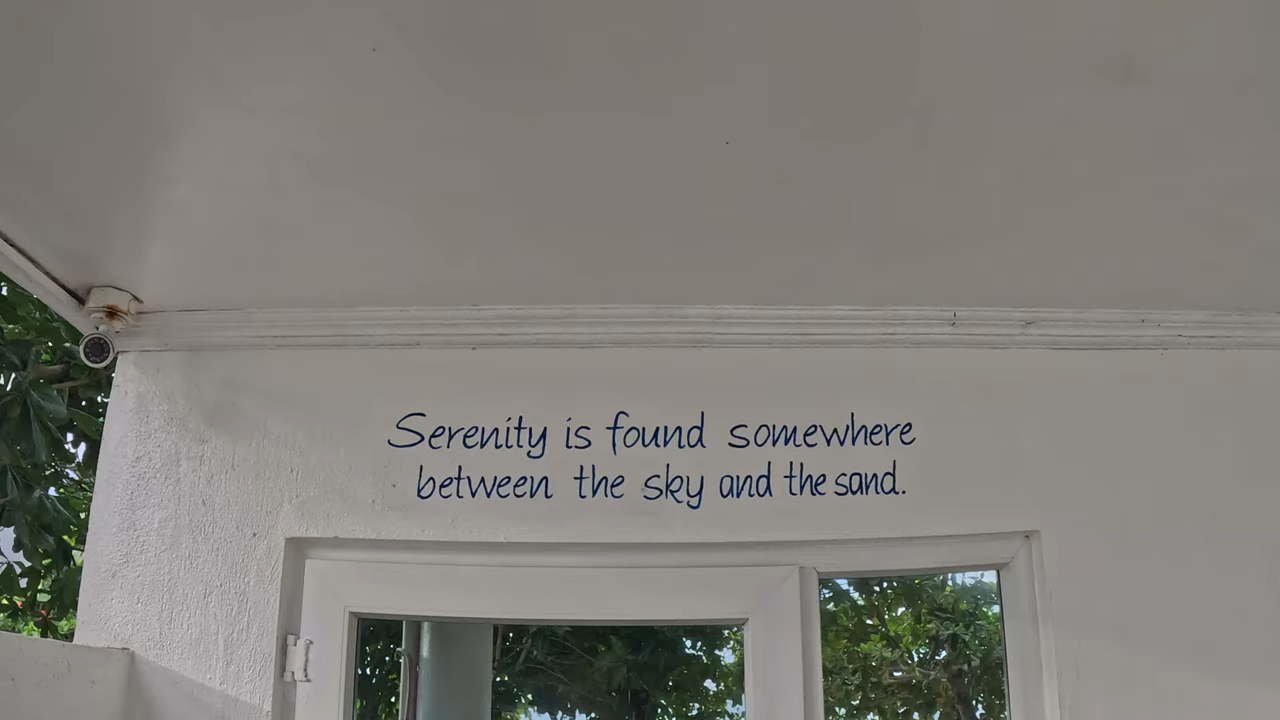 Serenity is found somewhere
between the sky and the sand.